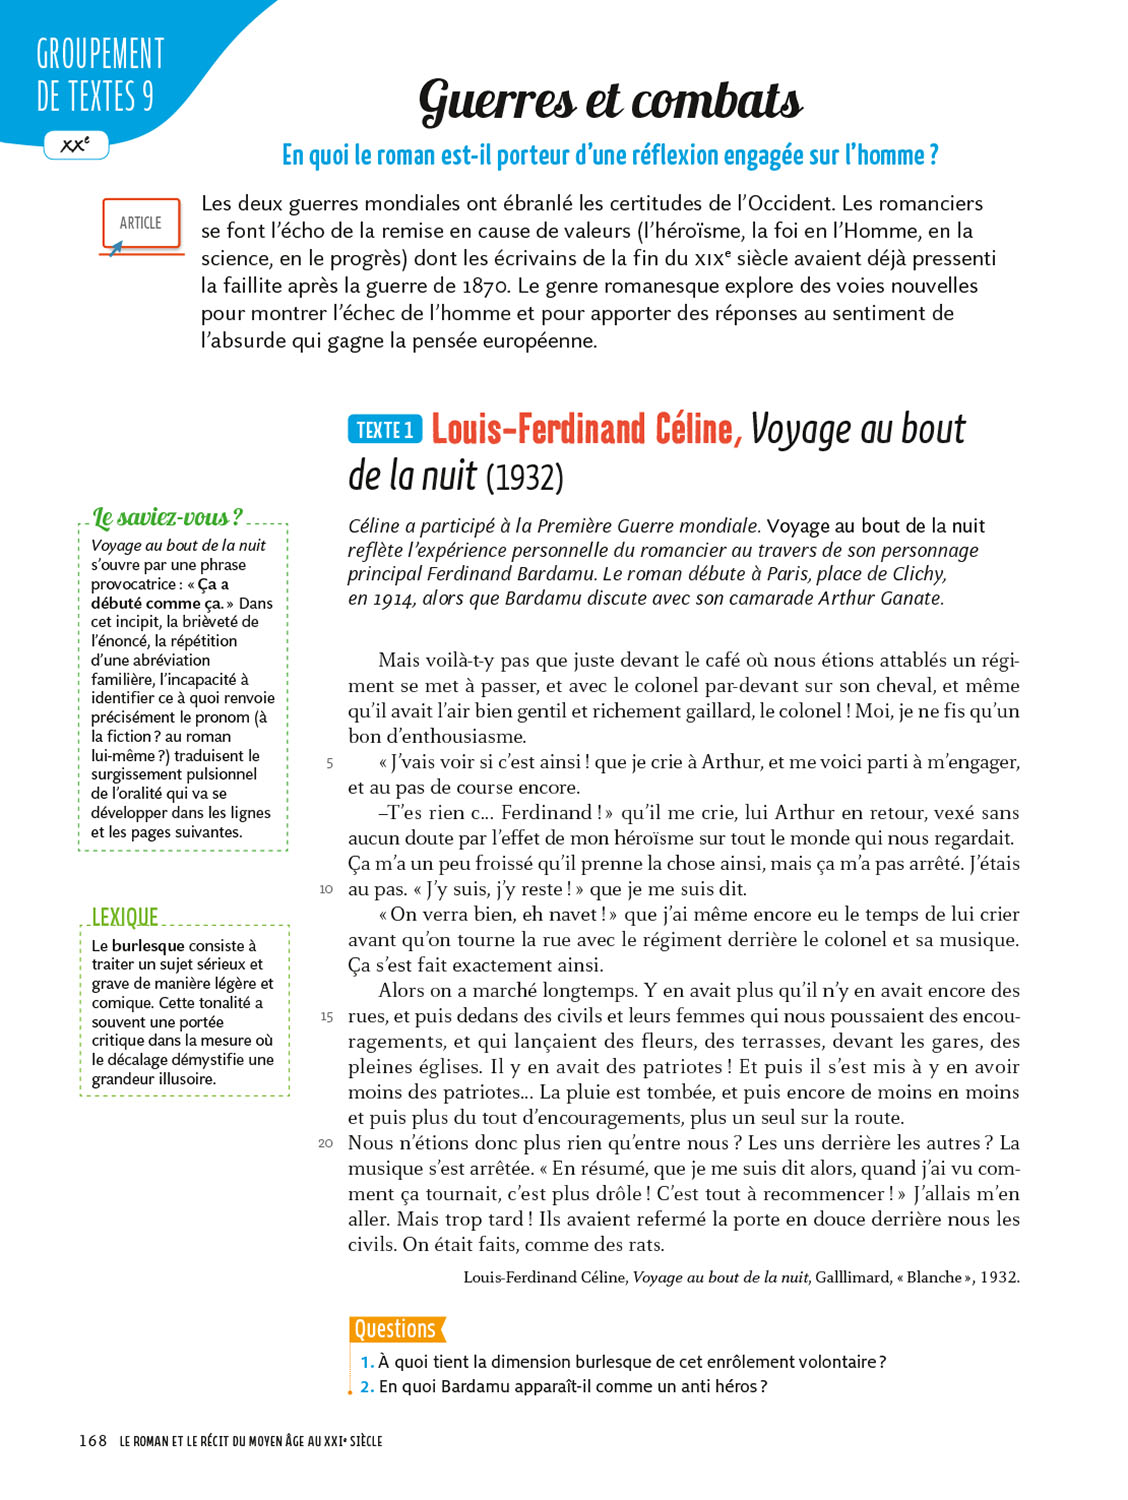 GROUPEMENT
DE TEXTES 9
XXe
Guerres et combats
En quoi le roman est-il porteur d’une réflexion engagée sur l’homme ?
ARTICLE
Les deux guerres mondiales ont ébranlé les certitudes de l’Occident. Les romanciers
se font l’écho de la remise en cause de valeurs (l’héroïsme, la foi en l’Homme, en la
science, en le progrès) dont les écrivains de la fin du XIXe siècle avaient déjà pressenti
la faillite après la guerre de 1870. Le genre romanesque explore des voies nouvelles
pour montrer l’échec de l’homme et pour apporter des réponses au sentiment de
l’absurde qui gagne la pensée européenne.
TEXTE 1 Louis-Ferdinand Céline, Voyage au bout
de la nuit (1932)
Céline a participé à la Première Guerre mondiale. Voyage au bout de la nuit
reflète l’expérience personnelle du romancier au travers de son personnage
principal Ferdinand Bardamu. Le roman débute à Paris, place de Clichy,
en 1914, alors que Bardamu discute avec son camarade Arthur Ganate.
Le saviez-vous ?
Voyage au bout de la nuit
s’ouvre par une phrase
provocatrice : « Ça a
débuté comme ça. » Dans
cet incipit, la brièveté de
l’énoncé, la répétition
d’une abréviation
familière, l’incapacité à
identifier ce à quoi renvoie
précisément le pronom (à
la fiction ? au roman
lui-même ?) traduisent le
surgissement pulsionnel
de l’oralité qui va se
développer dans les lignes
et les pages suivantes.
LEXIQUE
Le burlesque consiste à
traiter un sujet sérieux et
grave de manière légère et
comique. Cette tonalité a
souvent une portée
critique dans la mesure où
le décalage démystifie une
grandeur illusoire.
Mais voilà-t-y pas que juste devant le café où nous étions attablés un régi-
ment se met à passer, et avec le colonel par-devant sur son cheval, et même
qu’il avait l’air bien gentil et richement gaillard, le colonel ! Moi, je ne fis qu’un
bon d’enthousiasme.
5 « J’vais voir si c’est ainsi ! que je crie à Arthur, et me voici parti à m’engager,
et au pas de course encore.
–T’es rien c... Ferdinand ! » qu’il me crie, lui Arthur en retour, vexé sans
aucun doute par l’effet de mon héroïsme sur tout le monde qui nous regardait.
Ça m’a un peu froissé qu’il prenne la chose ainsi, mais ça m’a pas arrêté. J’étais
10 au pas. « J’y suis, j’y reste ! » que je me suis dit.
« On verra bien, eh navet ! » que j’ai même encore eu le temps de lui crier
avant qu’on tourne la rue avec le régiment derrière le colonel et sa musique.
Ça s’est fait exactement ainsi.
Alors on a marché longtemps. Y en avait plus qu’il n’y en avait encore des
15 rues, et puis dedans des civils et leurs femmes qui nous poussaient des encou-
ragements, et qui lançaient des fleurs, des terrasses, devant les gares, des
pleines églises. Il y en avait des patriotes ! Et puis il s’est mis à y en avoir
moins des patriotes... La pluie est tombée, et puis encore de moins en moins
et puis plus du tout d’encouragements, plus un seul sur la route.
20 Nous n’étions donc plus rien qu’entre nous ? Les uns derrière les autres ? La
musique s’est arrêtée. « En résumé, que je me suis dit alors, quand j’ai vu com-
ment ça tournait, c’est plus drôle ! C’est tout à recommencer ! » J’allais m’en
aller. Mais trop tard ! Ils avaient refermé la porte en douce derrière nous les
civils. On était faits, comme des rats.
Louis-Ferdinand Céline, Voyage au bout de la nuit, Galllimard, « Blanche », 1932.
Questions
1. À quoi tient la dimension burlesque de cet enrôlement volontaire ?
2. En quoi Bardamu apparaît-il comme un anti héros ?
168 LE ROMAN ET LE RÉCIT DU MOYEN ÂGE AU XXIe SIÈCLE